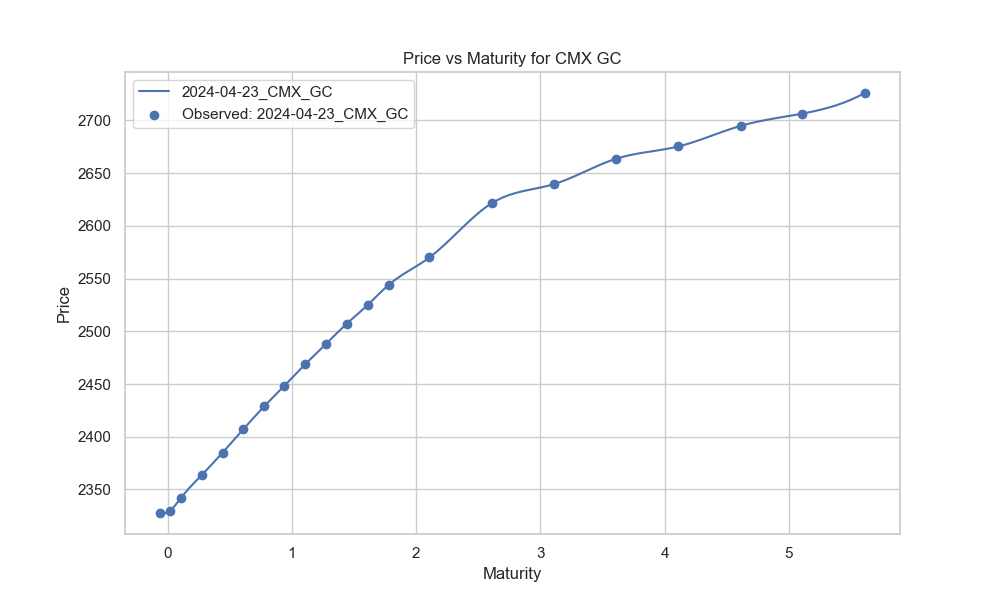 Price vs Maturity for CMX GC
2024-04-23_CMX_GC
Observed: 2024-04-23_CMX_GC
Price
2700
2650
2600
2550
2500
2450
2400
2350
0 1 2 3 4 5
Maturity